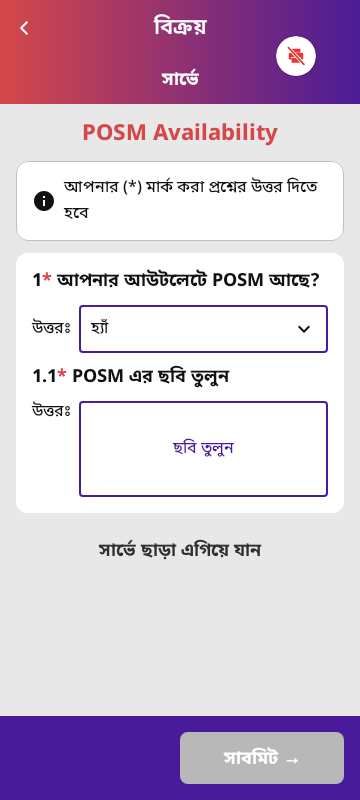 বিক্রয়
সার্ভে
POSM Availability
আপনার (*) মার্ক করা প্রশ্নের উত্তর দিতে
হবে
1* আপনার আউটলেটে POSM আছে?
উত্তরঃ হ্যাঁ
1.1* POSM এর ছবি তুলুন
উত্তরঃ
ছবি তুলুন
সার্ভে ছাড়া এগিয়ে যান
সাবমিট →